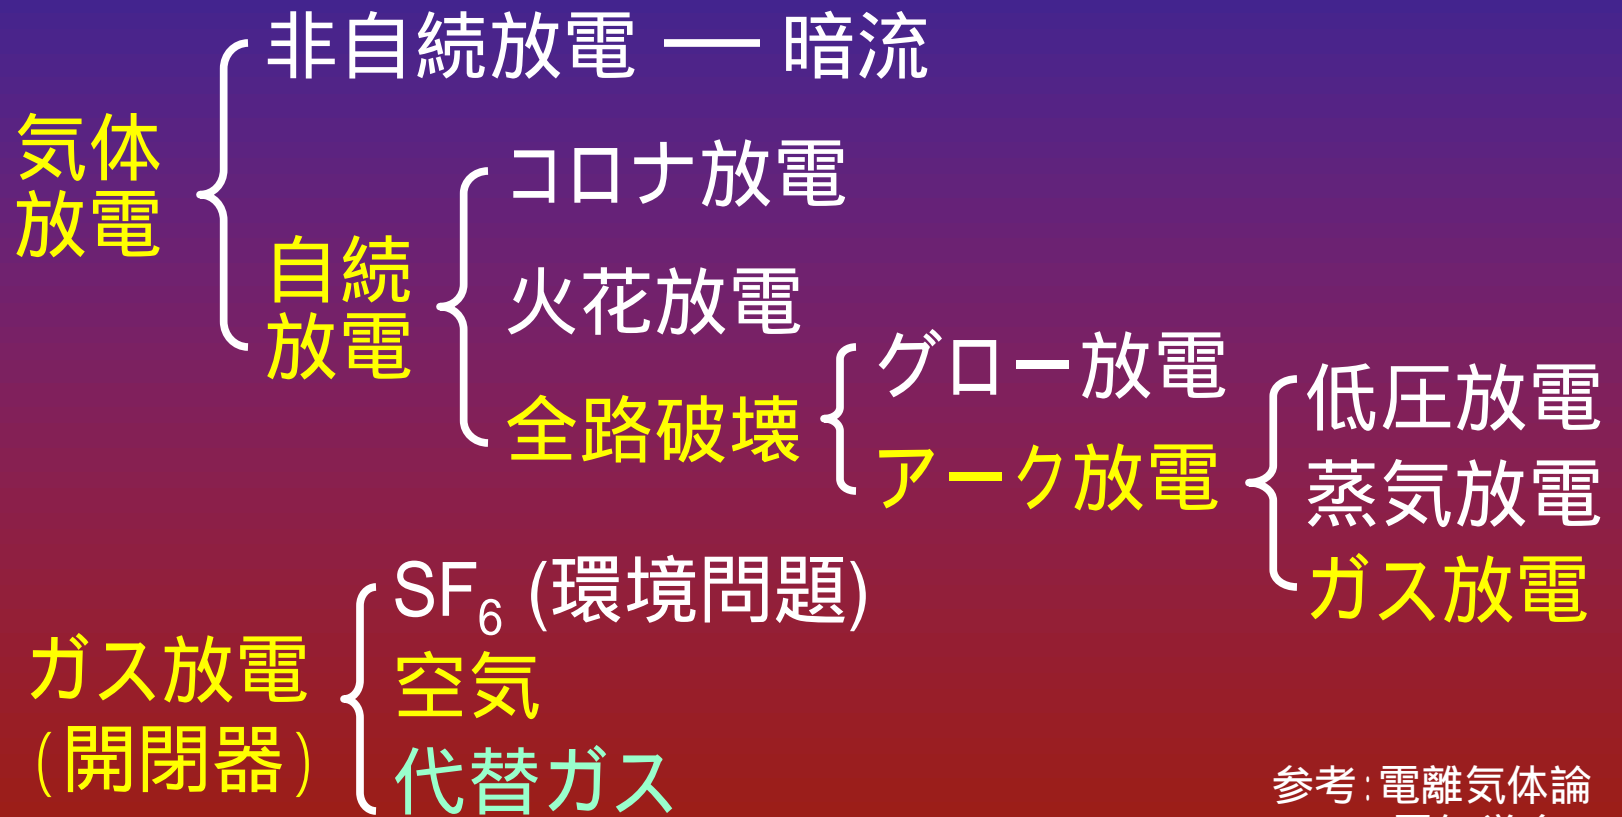 非自続放電 ── 暗流
気体
放電
コロナ放電
自続
放電
火花放電
全路破壊
グロー放電
アーク放電
低圧放電
蒸気放電
ガス放電
ガス放電
(開閉器)
SF₆ (環境問題)
空気
代替ガス
参考:電離気体論